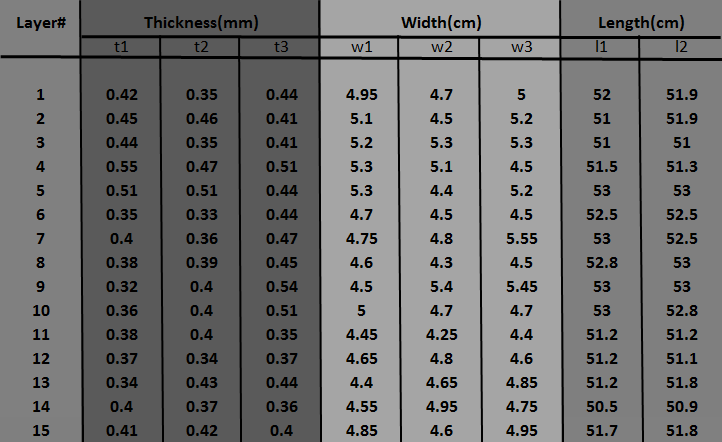 Layer# Thickness(mm) Width(cm) Length(cm)
t1 t2 t3 w1 w2 w3 l1 l2
1 0.42 0.35 0.44 4.95 4.7 5 52 51.9
2 0.45 0.46 0.41 5.1 4.5 5.2 51 51.9
3 0.44 0.35 0.41 5.2 5.3 5.3 51 51
4 0.55 0.47 0.51 5.3 5.1 4.5 51.5 51.3
5 0.51 0.51 0.44 5.3 4.4 5.2 53 53
6 0.35 0.33 0.44 4.7 4.5 4.5 52.5 52.5
7 0.4 0.36 0.47 4.75 4.8 5.55 53 52.5
8 0.38 0.39 0.45 4.6 4.3 4.5 52.8 53
9 0.32 0.4 0.54 4.5 5.4 5.45 53 53
10 0.36 0.4 0.51 5 4.7 4.7 53 52.8
11 0.38 0.4 0.35 4.45 4.25 4.4 51.2 51.2
12 0.37 0.34 0.37 4.65 4.8 4.6 51.2 51.1
13 0.34 0.43 0.44 4.4 4.65 4.85 51.2 51.8
14 0.4 0.37 0.36 4.55 4.95 4.75 50.5 50.9
15 0.41 0.42 0.4 4.85 4.6 4.95 51.7 51.8